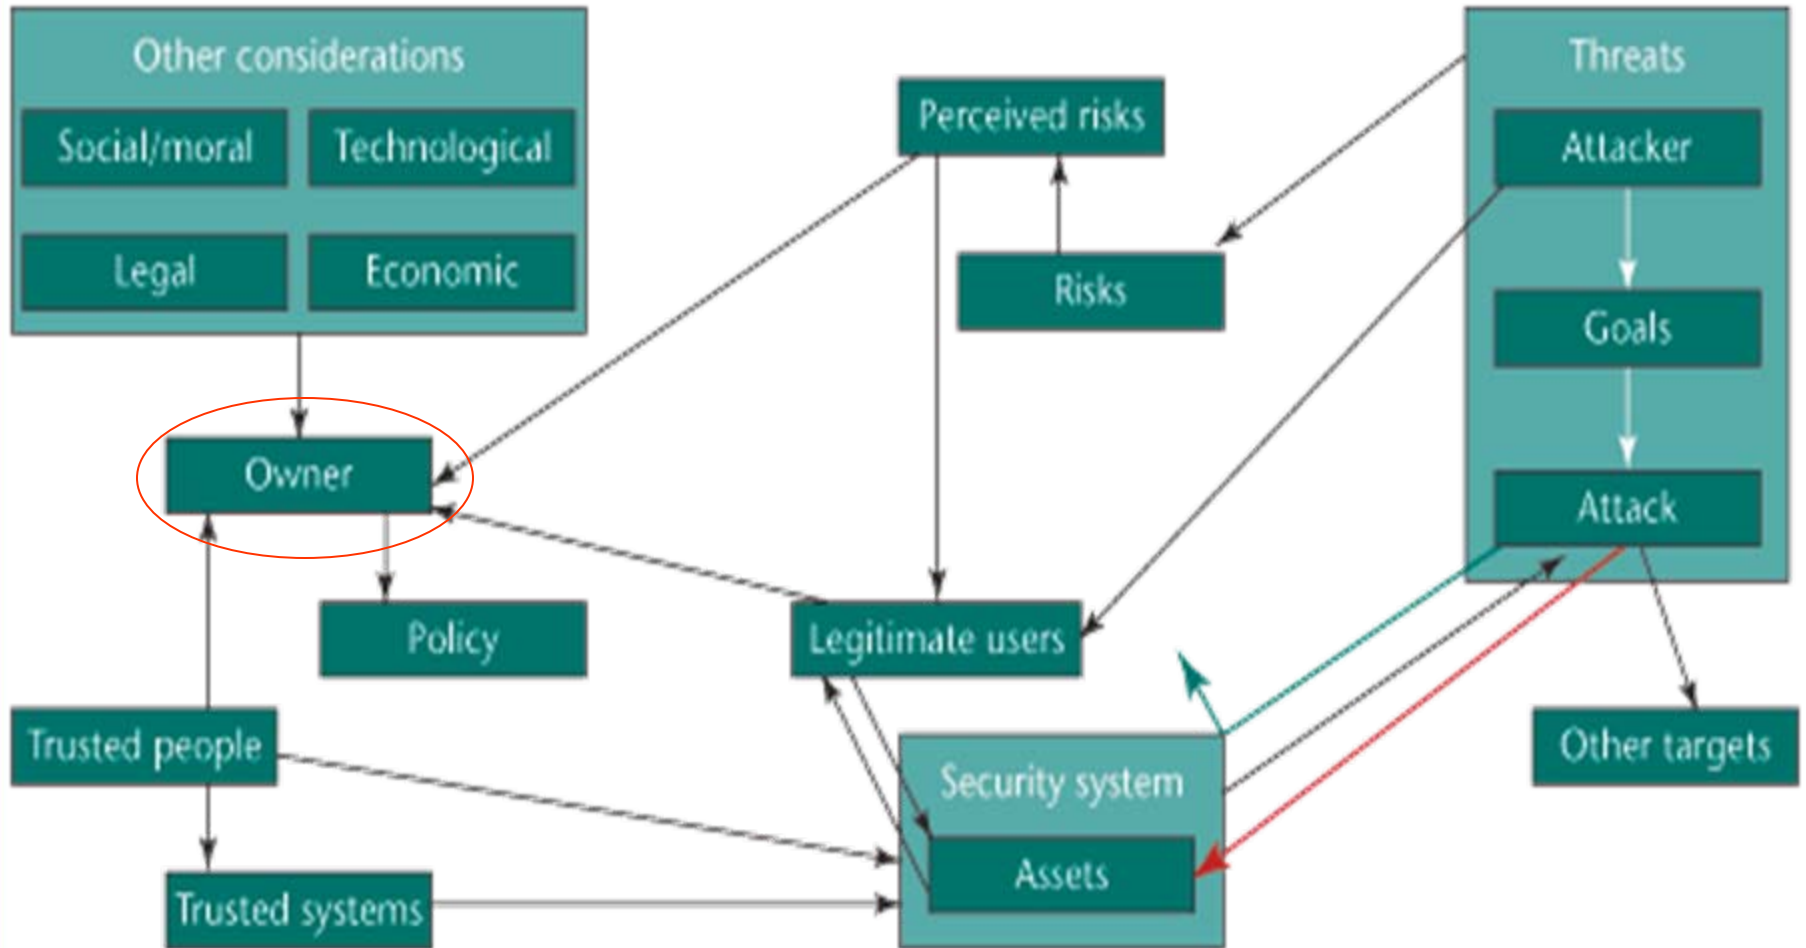 Other considerations
Social/moral
Technological
Legal
Economic
Perceived risks
Risks
Threats
Attacker
Goals
Attack
Owner
Policy
Legitimate users
Trusted people
Security system
Assets
Other targets
Trusted systems